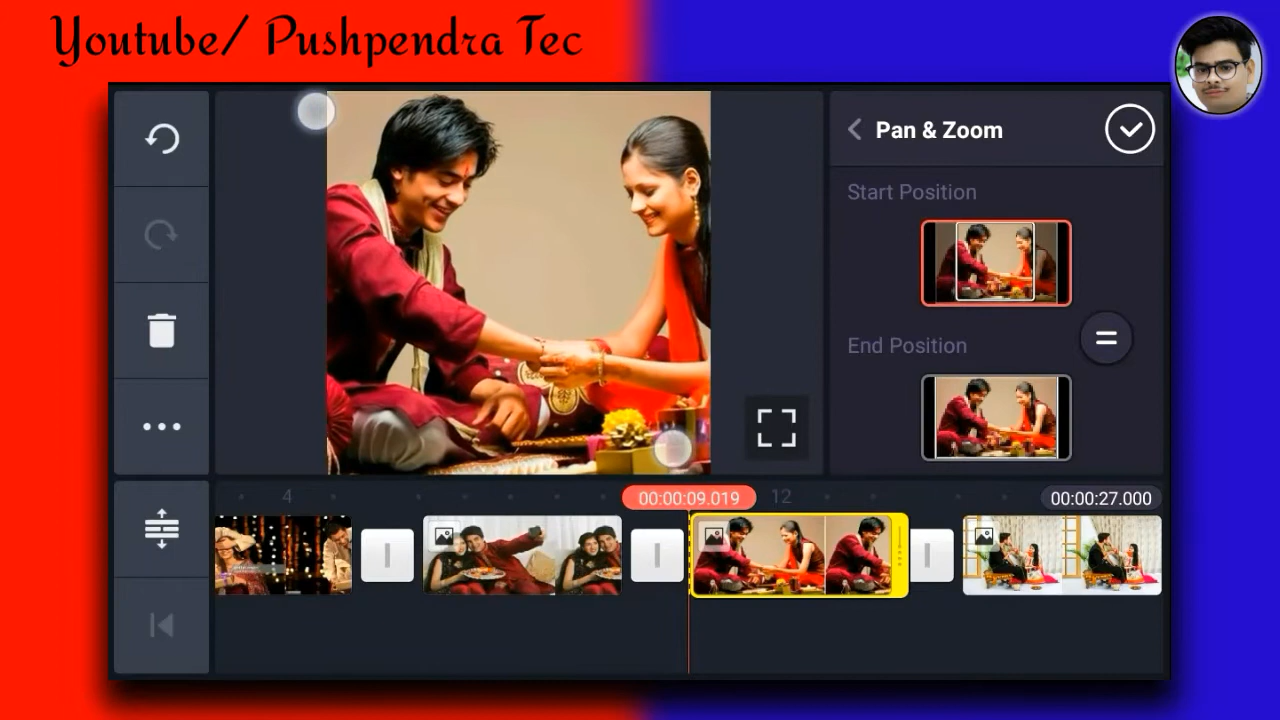 Youtube/ Pushpendra Tec
Pan & Zoom
Start Position
End Position
4
00:00:09.019
12
00:00:27.000